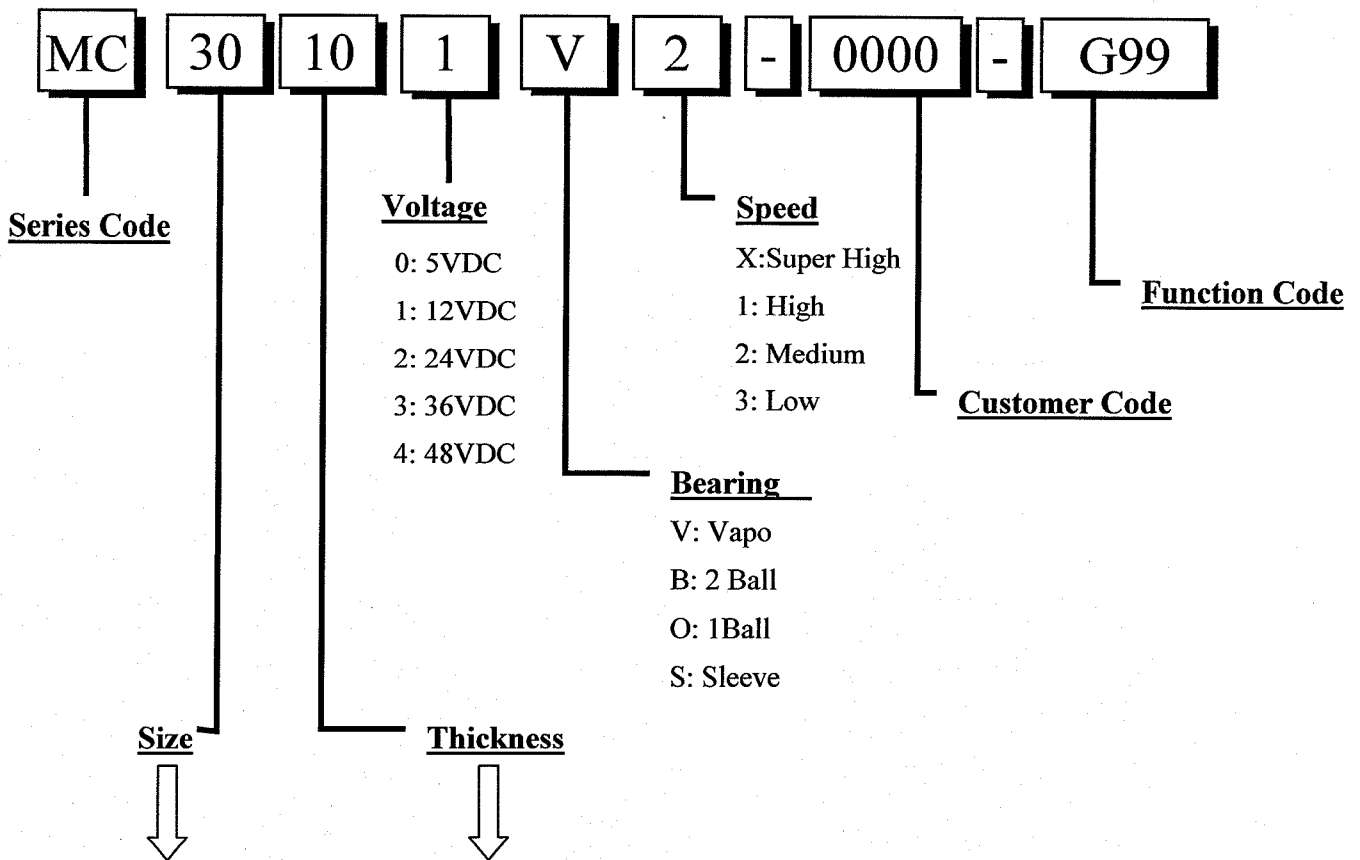 MC 30 10 1 V 2 - 0000 - G99
Series Code
Voltage
0: 5VDC
1: 12VDC
2: 24VDC
3: 36VDC
4: 48VDC
Speed
X:Super High
1: High
2: Medium
3: Low
Function Code
Customer Code
Bearing
V: Vapo
B: 2 Ball
O: 1Ball
S: Sleeve
Size
Thickness